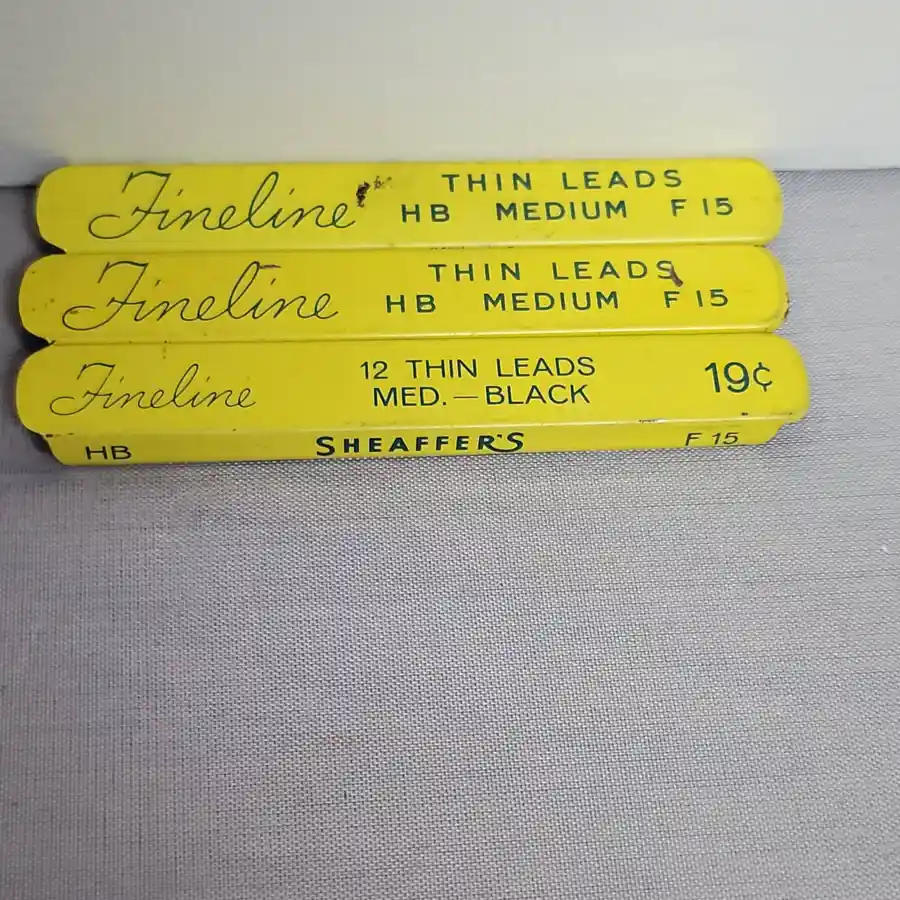 Fineline THIN LEADS
HB MEDIUM F 15
Fineline THIN LEADS
HB MEDIUM F 15
Fineline 12 THIN LEADS 19¢
MED. — BLACK
HB SHEAFFER'S F 15